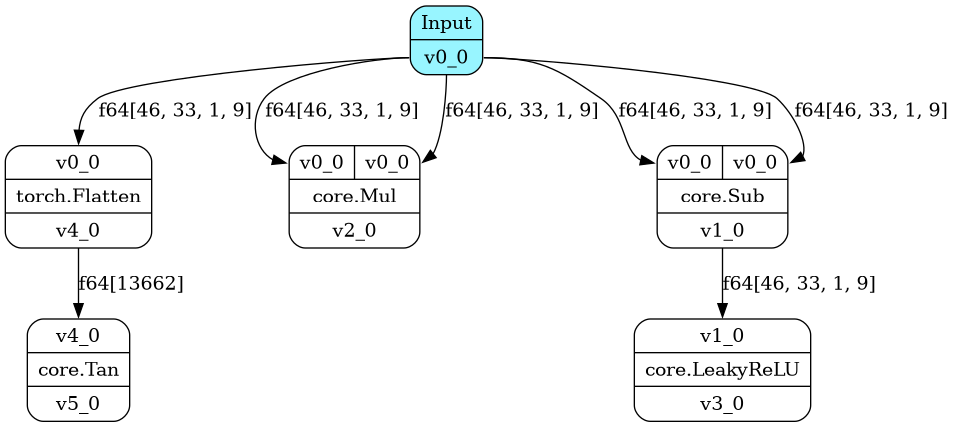 Input
v0_0
f64[46, 33, 1, 9] f64[46, 33, 1, 9] f64[46, 33, 1, 9] f64[46, 33, 1, 9] f64[46, 33, 1, 9]
v0_0
torch.Flatten
v4_0
v0_0 v0_0
core.Mul
v2_0
v0_0 v0_0
core.Sub
v1_0
f64[13662]
f64[46, 33, 1, 9]
v4_0
core.Tan
v5_0
v1_0
core.LeakyReLU
v3_0